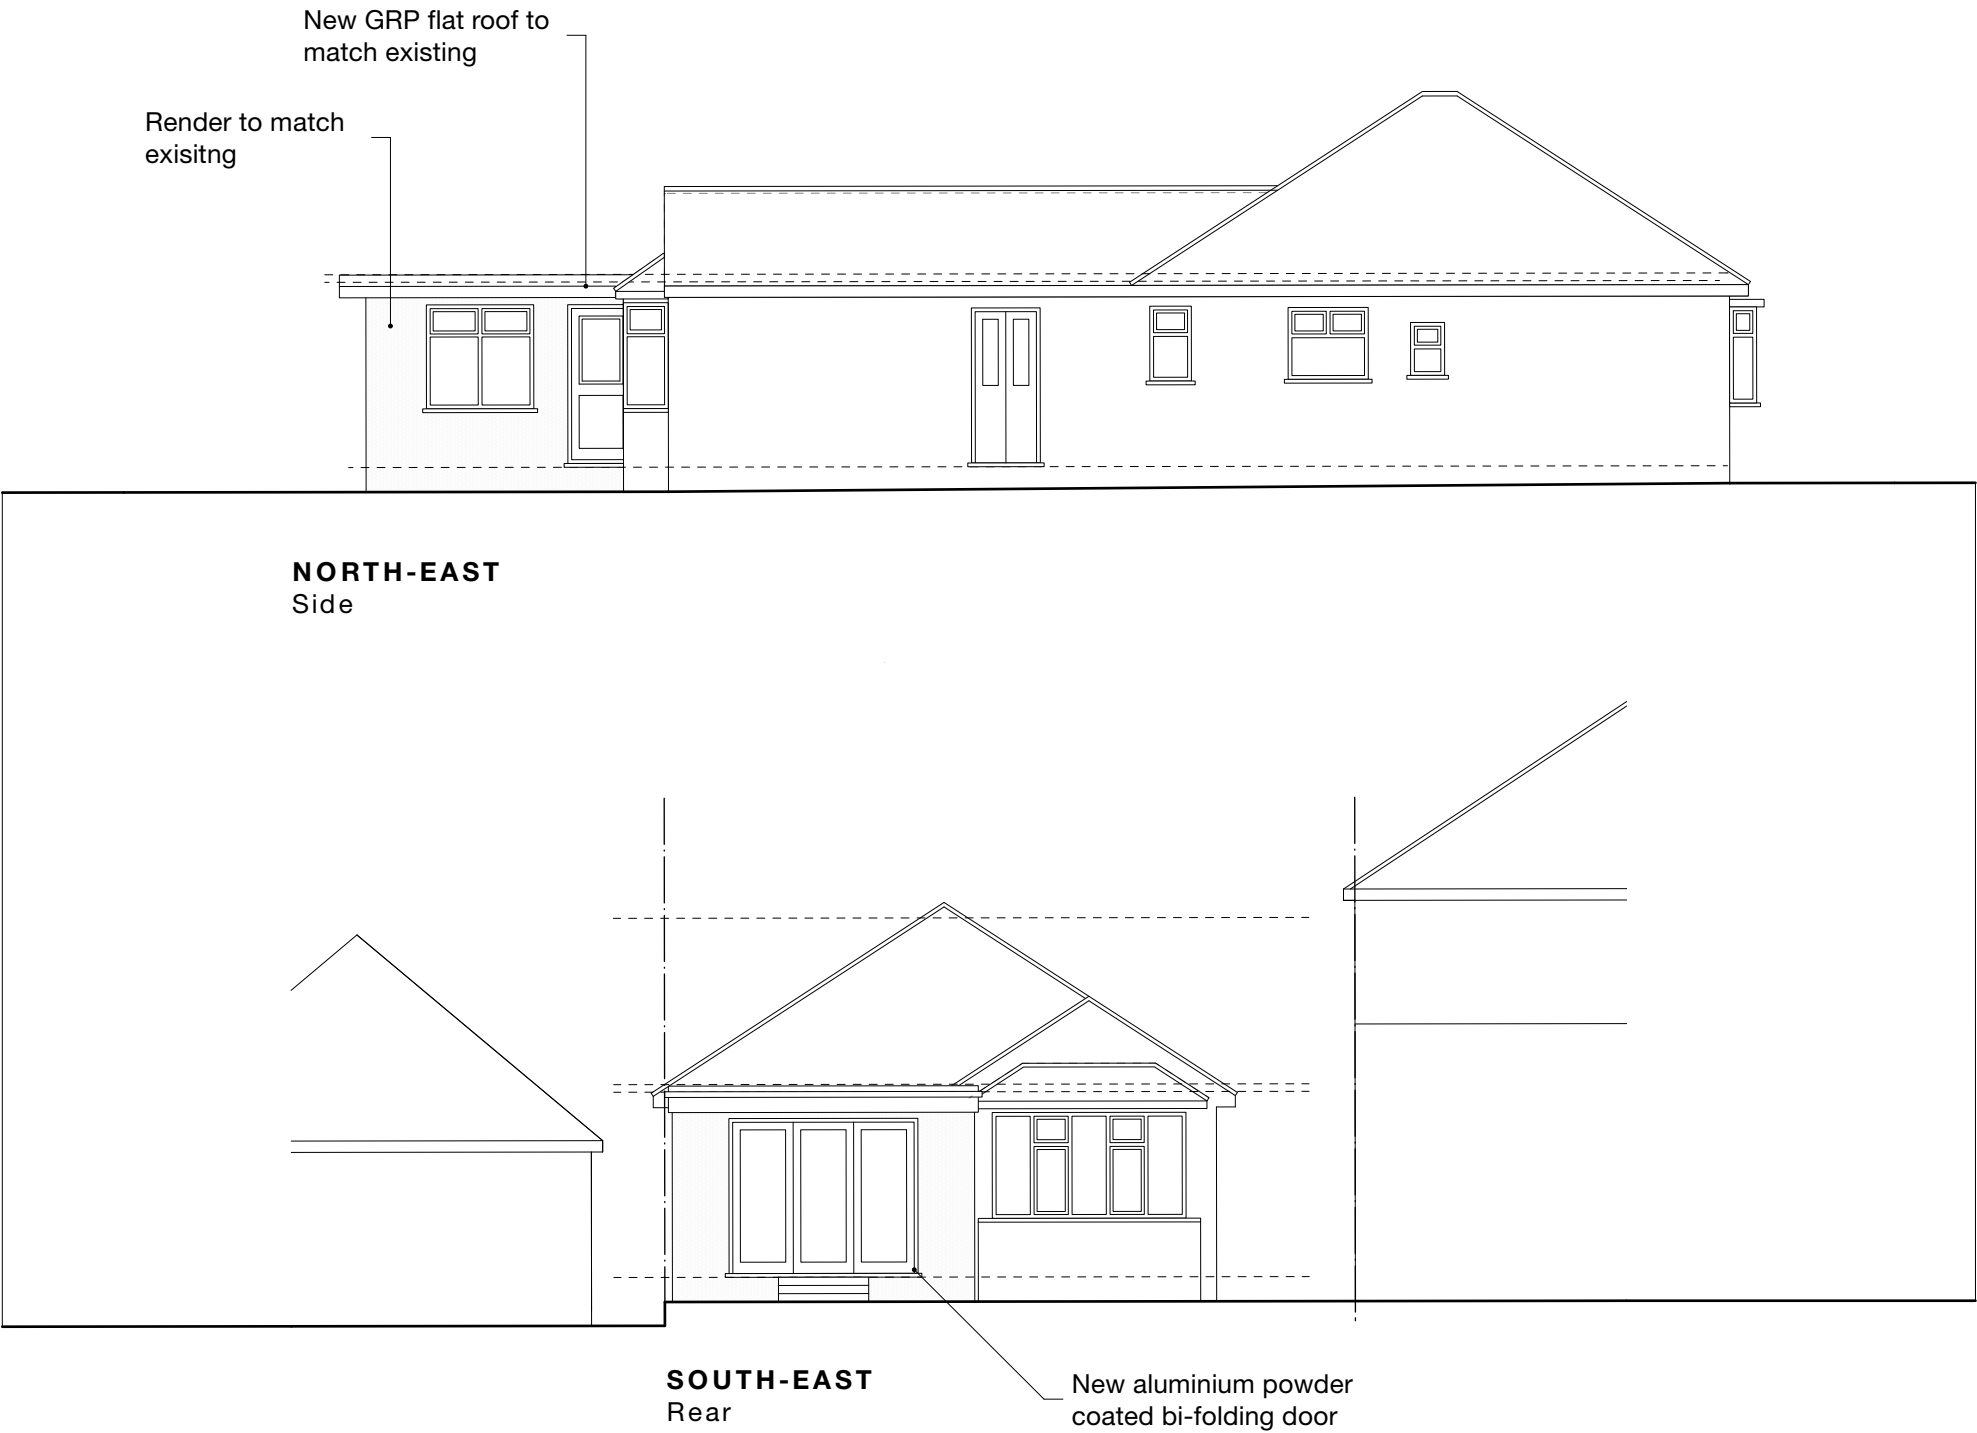 New GRP flat roof to
match existing
Render to match
exisitng
NORTH-EAST
Side
SOUTH-EAST
Rear
New aluminium powder
coated bi-folding door